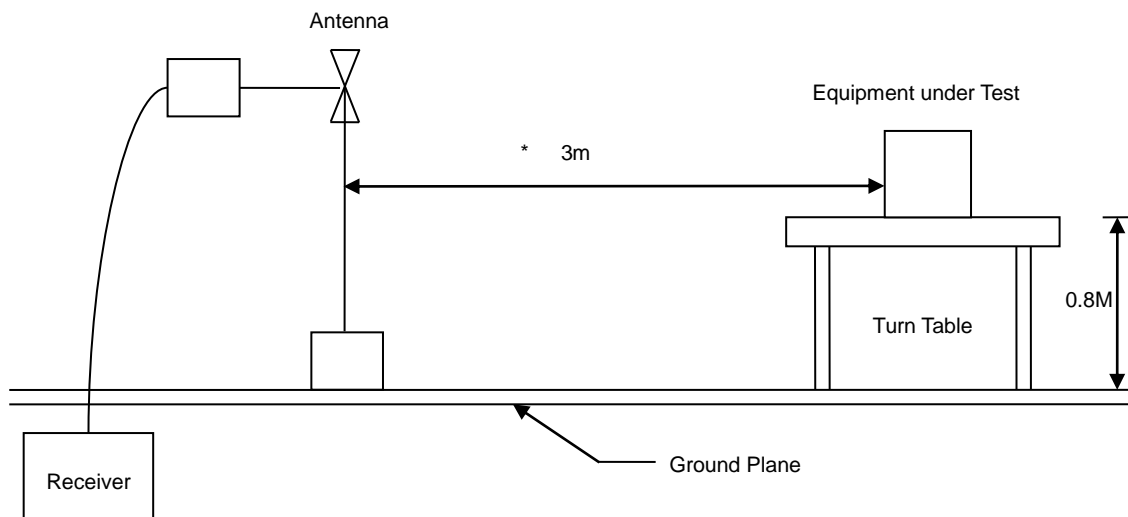 Antenna
Equipment under Test
* 3m
0.8M
Turn Table
Ground Plane
Receiver